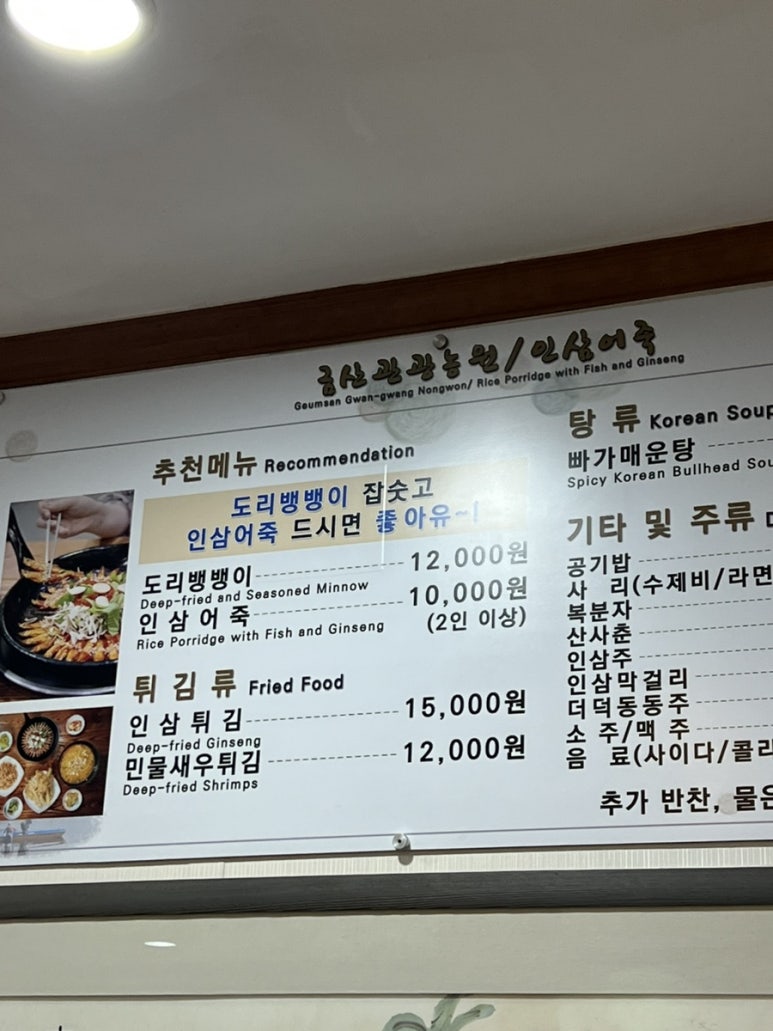 금산관광농원/인삼어죽
Geumsan Gwan-gwang Nongwon/ Rice Porridge with Fish and Ginseng
추천메뉴 Recommendation
도리뱅뱅이 잡숫고
인삼어죽 드시면 좋아유~!
도리뱅뱅이 12,000원
Deep-fried and Seasoned Minnow
인삼어죽 10,000원
Rice Porridge with Fish and Ginseng (2인 이상)
튀김류 Fried Food
인삼튀김 15,000원
Deep-fried Ginseng
민물새우튀김 12,000원
Deep-fried Shrimps
탕류 Korean Soup
빠가매운탕
Spicy Korean Bullhead Sou
기타 및 주류
공기밥
사 리(수제비/라면
복분자
산사춘
인삼주
인삼막걸리
더덕동동주
소 주/맥 주
음 료(사이다/콜라
추가 반찬, 물은